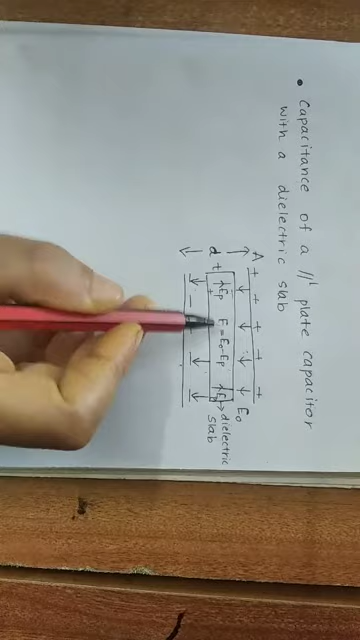 • Capacitance of a ||l plate capacitor
with a dielectric slab
A + + + + +
E₀
d
t
Ep E = E₀ - Ep Ep → dielectric
slab